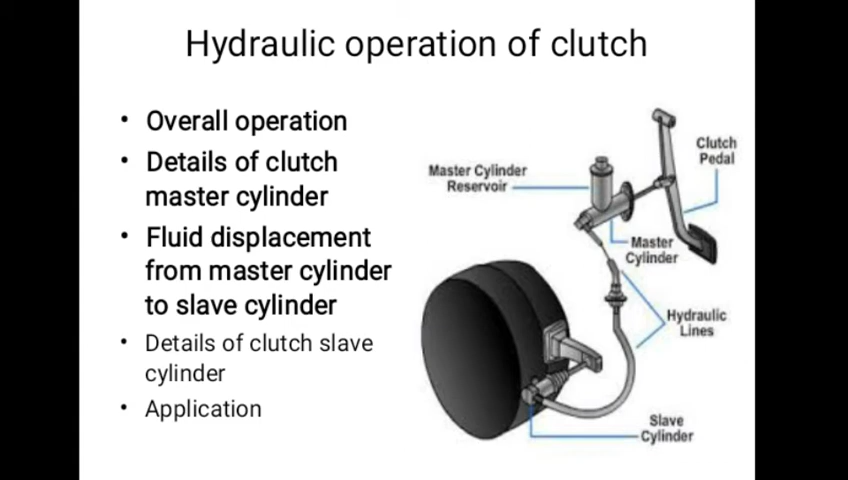 Hydraulic operation of clutch
• Overall operation
• Details of clutch
master cylinder
• Fluid displacement
from master cylinder
to slave cylinder
• Details of clutch slave
cylinder
• Application
Clutch
Pedal
Master Cylinder
Reservoir
Master
Cylinder
Hydraulic
Lines
Slave
Cylinder